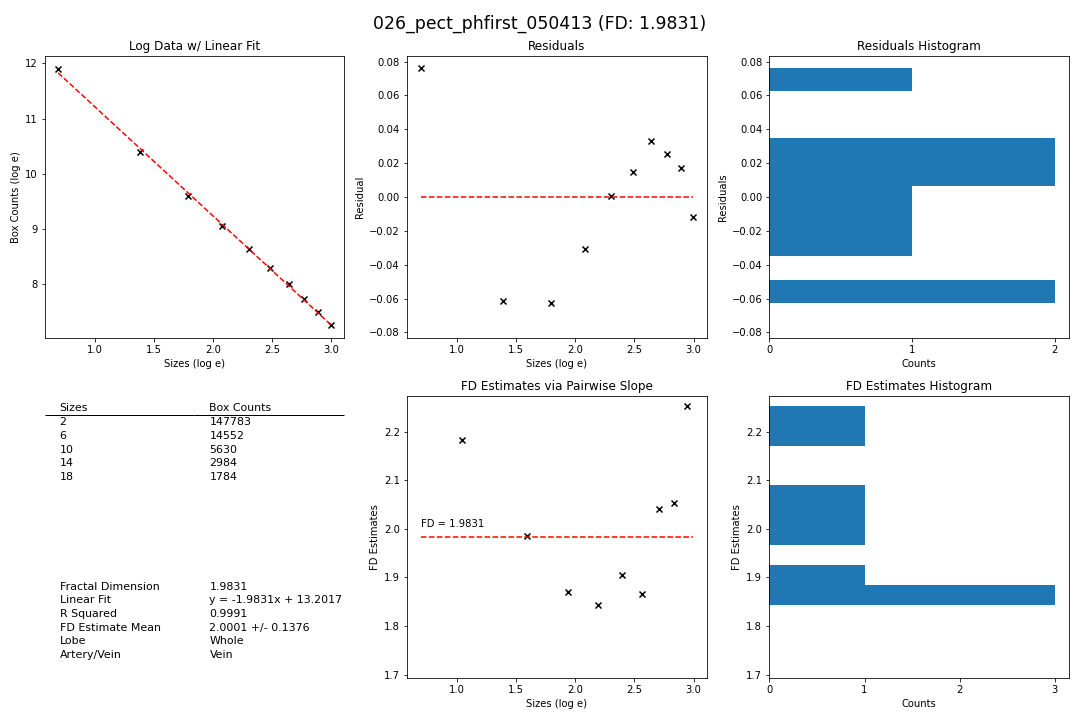 026_pect_phfirst_050413 (FD: 1.9831)
Log Data w/ Linear Fit
12
11
10
9
8
Box Counts (log e)
1.0 1.5 2.0 2.5 3.0
Sizes (log e)
Residuals
0.08
0.06
0.04
0.02
0.00
−0.02
−0.04
−0.06
−0.08
Residual
1.0 1.5 2.0 2.5 3.0
Sizes (log e)
Residuals Histogram
0.08
0.06
0.04
0.02
0.00
−0.02
−0.04
−0.06
−0.08
Residuals
0 1 2
Counts
Sizes Box Counts
2 147783
6 14552
10 5630
14 2984
18 1784
Fractal Dimension 1.9831
Linear Fit y = -1.9831x + 13.2017
R Squared 0.9991
FD Estimate Mean 2.0001 +/- 0.1376
Lobe Whole
Artery/Vein Vein
FD Estimates via Pairwise Slope
2.2
2.1
2.0
1.9
1.8
1.7
FD Estimates
FD = 1.9831
1.0 1.5 2.0 2.5 3.0
Sizes (log e)
FD Estimates Histogram
2.2
2.1
2.0
1.9
1.8
1.7
FD Estimates
0 1 2 3
Counts